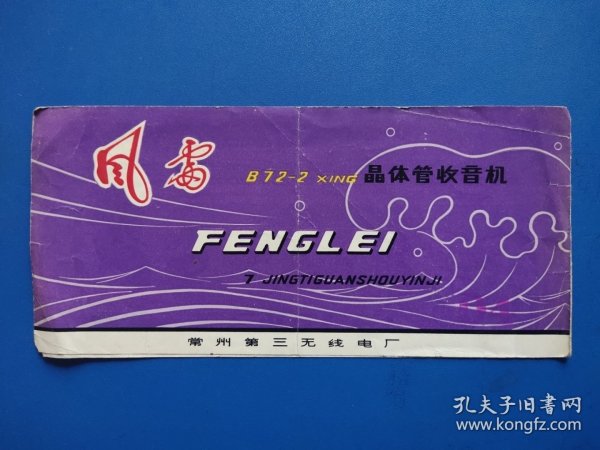 风雷 B72-2 XING 晶体管收音机
FENGLEI
7 JINGTIGUANSHOUYINJI
常州第三无线电厂
孔夫子旧书网
www.kongfz.com